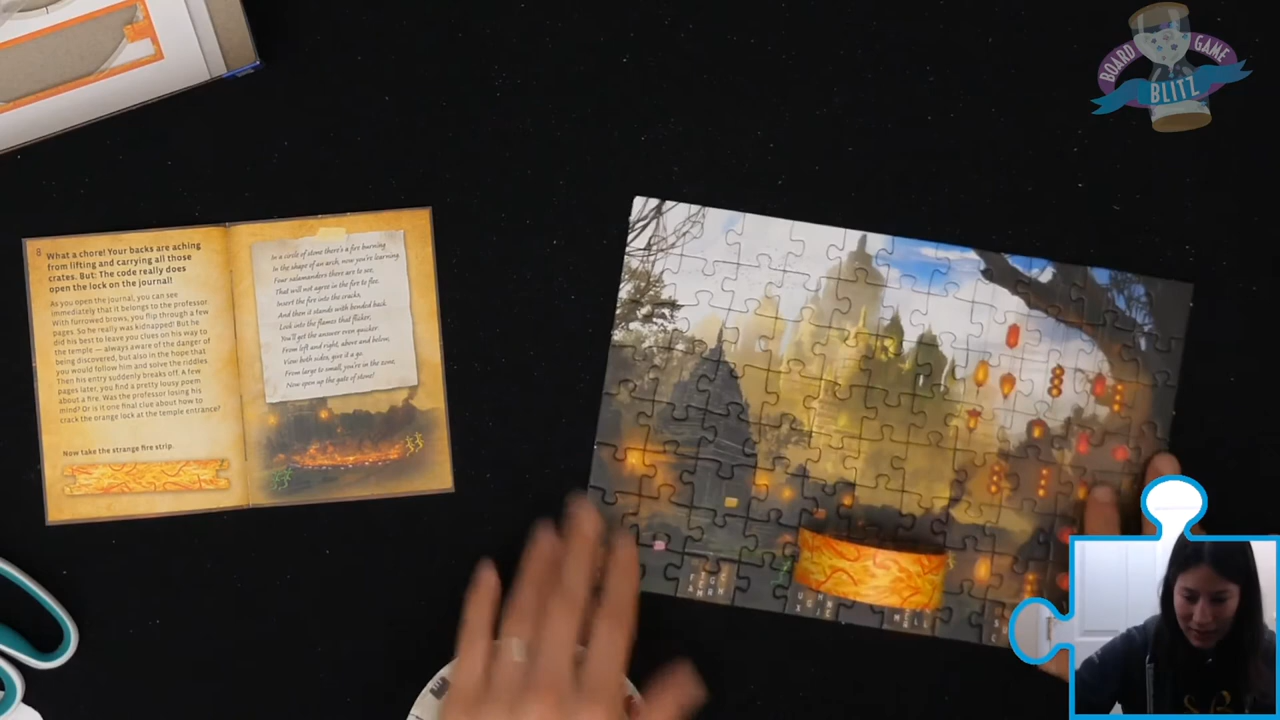 BOARD GAME
BLITZ
8
What a chore! Your backs are aching
from lifting and carrying all those
crates. But: The code really does
open the lock on the journal!
As you open the journal, you can see
immediately that it belongs to the professor.
With furrowed brows, you flip through a few
pages. So he really was kidnapped! But he
did his best to leave you clues on his way to
the temple — always aware of the danger of
being discovered, but also in the hope that
you would follow him and solve the riddles.
Then his entry suddenly breaks off. A few
pages later, you find a pretty lousy poem
about a fire. Was the professor losing his
mind? Or is it one final clue about how to
crack the orange lock at the temple entrance?
Now take the strange fire strip.
In a circle of stone there's a fire burning
In the shape of an arch, now you're learning.
Four salamanders there are to see,
That will not agree in the fire to flee.
Insert the fire into the cracks,
And then it stands with bended back.
Look into the flames that flicker,
You'll get the answer even quicker.
From left and right, above and below,
View both sides, give it a go.
From large to small, you're in the zone,
Now open up the gate of stone!